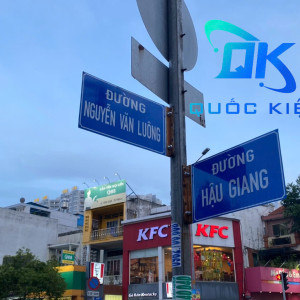 QK
QUỐC KIỆ
ĐƯỜNG
NGUYỄN VĂN LUÔNG
ĐƯỜNG
HẬU GIANG
KFC
KFC